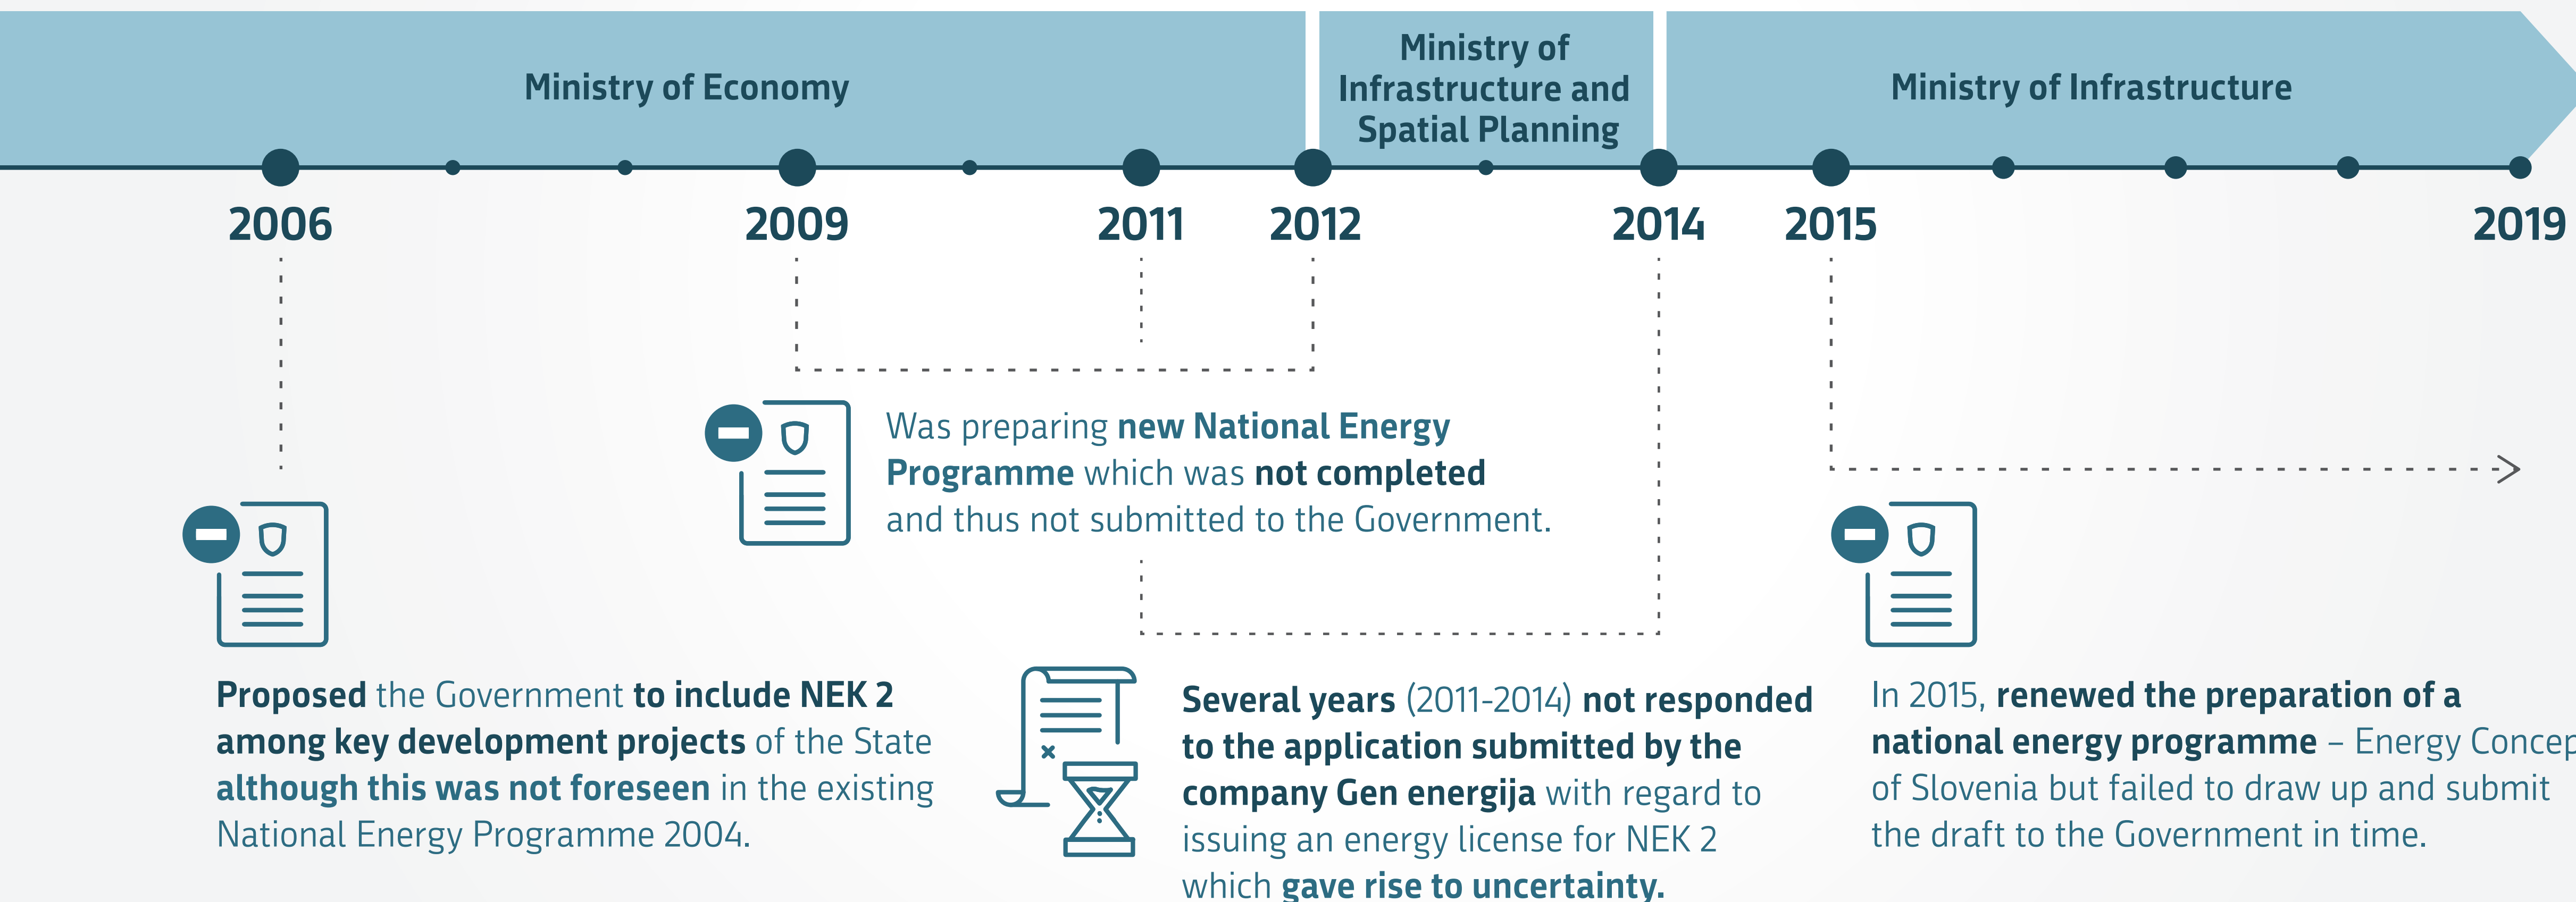 Ministry of Economy
Ministry of
Infrastructure and
Spatial Planning
Ministry of Infrastructure
2006
2009
2011
2012
2014
2015
2019
Was preparing new National Energy
Programme which was not completed
and thus not submitted to the Government.
Proposed the Government to include NEK 2
among key development projects of the State
although this was not foreseen in the existing
National Energy Programme 2004.
Several years (2011-2014) not responded
to the application submitted by the
company Gen energija with regard to
issuing an energy license for NEK 2
which gave rise to uncertainty.
In 2015, renewed the preparation of a
national energy programme – Energy Concep
of Slovenia but failed to draw up and submit
the draft to the Government in time.